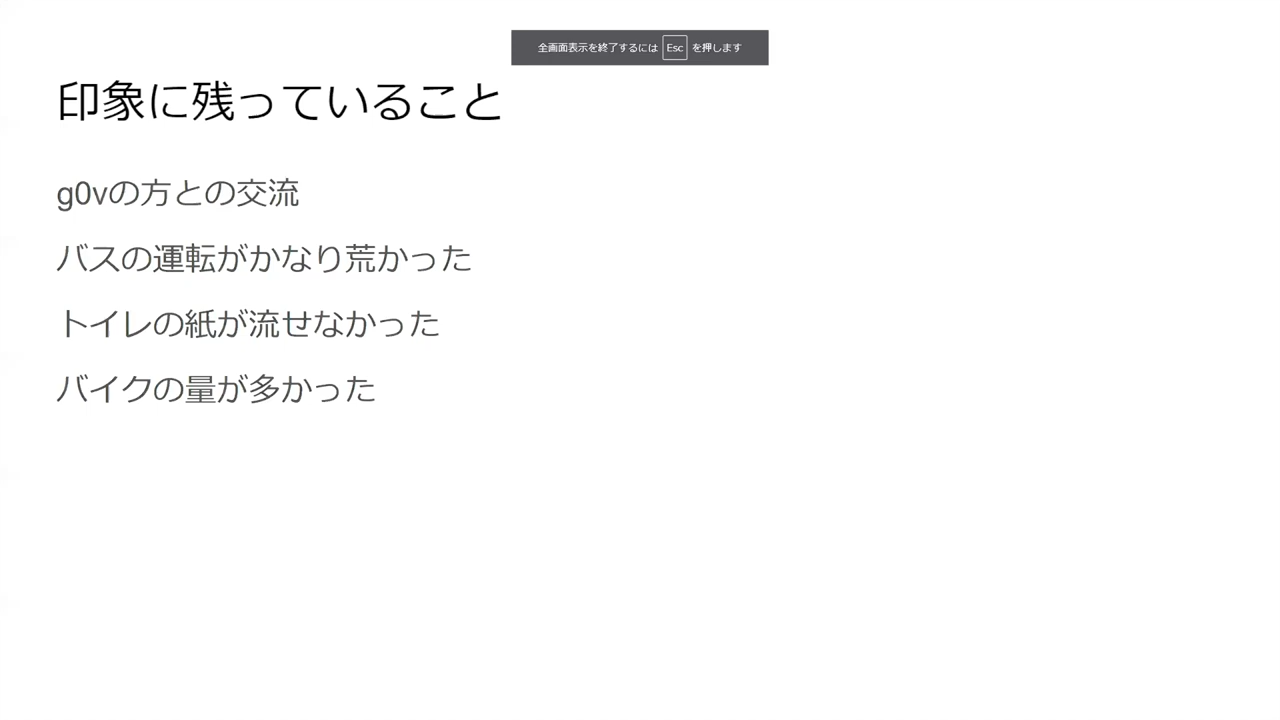 全画面表示を終了するには Esc を押します
印象に残っていること
g0vの方との交流
バスの運転がかなり荒かった
トイレの紙が流せなかった
バイクの量が多かった